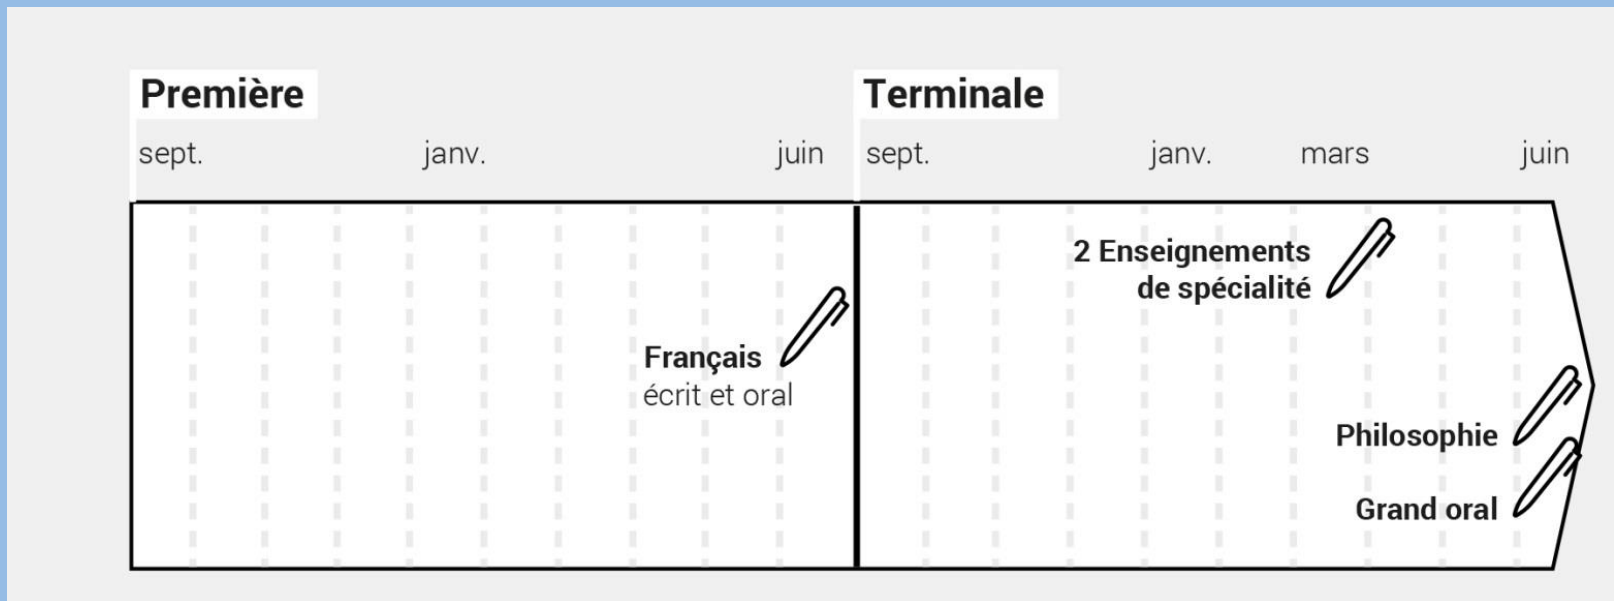 Première
Terminale
sept.
janv.
juin
sept.
janv.
mars
juin
2 Enseignements
de spécialité
Français
écrit et oral
Philosophie
Grand oral